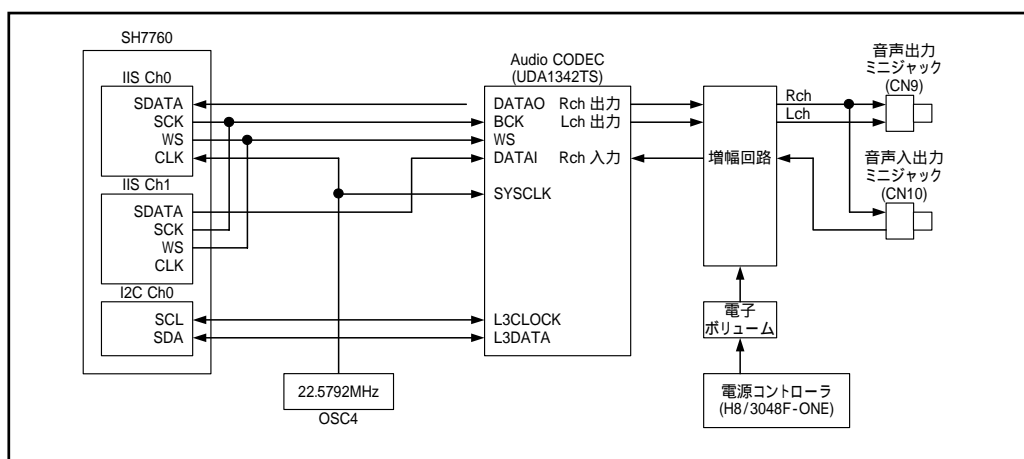 SH7760
IIS Ch0
SDATA
SCK
WS
CLK
IIS Ch1
SDATA
SCK
WS
CLK
I2C Ch0
SCL
SDA
22.5792MHz
OSC4
Audio CODEC
(UDA1342TS)
DATAO
BCK
WS
DATAI
SYSCLK
L3CLOCK
L3DATA
Rch 出力
Lch 出力
Rch 入力
増幅回路
Rch
Lch
音声出力
ミニジャック
(CN9)
音声入出力
ミニジャック
(CN10)
電子
ボリューム
電源コントローラ
(H8/3048F-ONE)